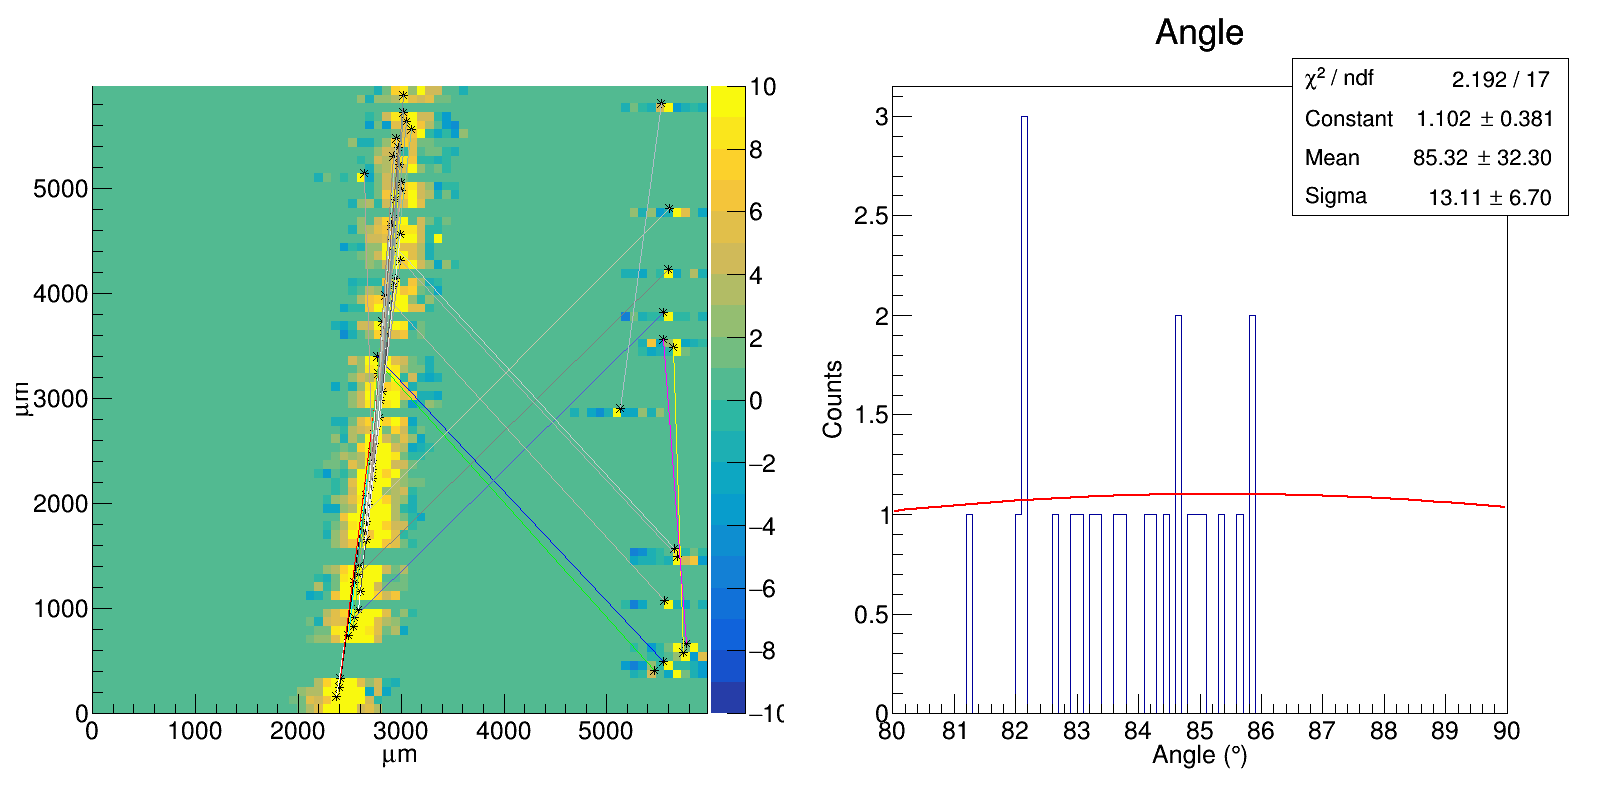 Angle
χ² / ndf 2.192 / 17
Constant 1.102 ± 0.381
Mean 85.32 ± 32.30
Sigma 13.11 ± 6.70
μm
5000
4000
3000
2000
1000
0
0 1000 2000 3000 4000 5000
μm
10
8
6
4
2
0
−2
−4
−6
−8
−10
Counts
3
2.5
2
1.5
1
0.5
0
80 81 82 83 84 85 86 87 88 89 90
Angle (°)